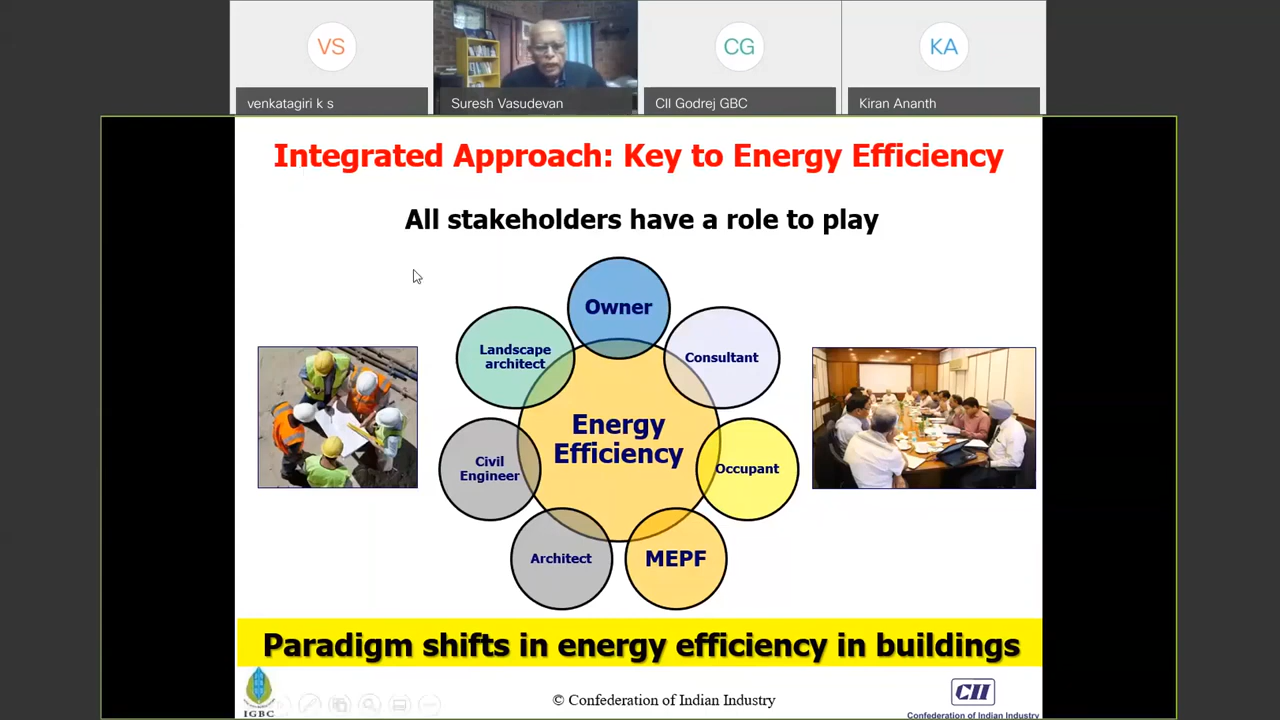 VS
CG
KA
venkatagiri k s
Suresh Vasudevan
CII Godrej GBC
Kiran Ananth
Integrated Approach: Key to Energy Efficiency
All stakeholders have a role to play
Owner
Landscape
architect
Consultant
Energy
Efficiency
Civil
Engineer
Occupant
Architect
MEPF
Paradigm shifts in energy efficiency in buildings
IGBC
© Confederation of Indian Industry
CII
Confederation of Indian Industry